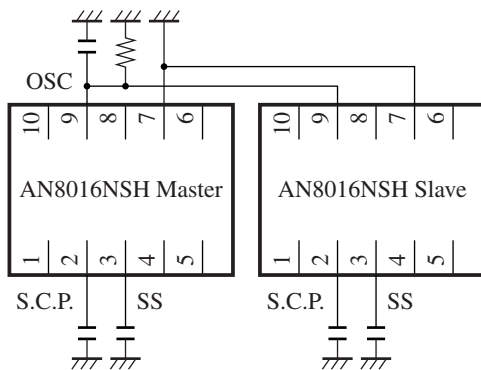 OSC
10 9 8 7 6 10 9 8 7 6
AN8016NSH Master AN8016NSH Slave
1 2 3 4 5 1 2 3 4 5
S.C.P. SS S.C.P. SS